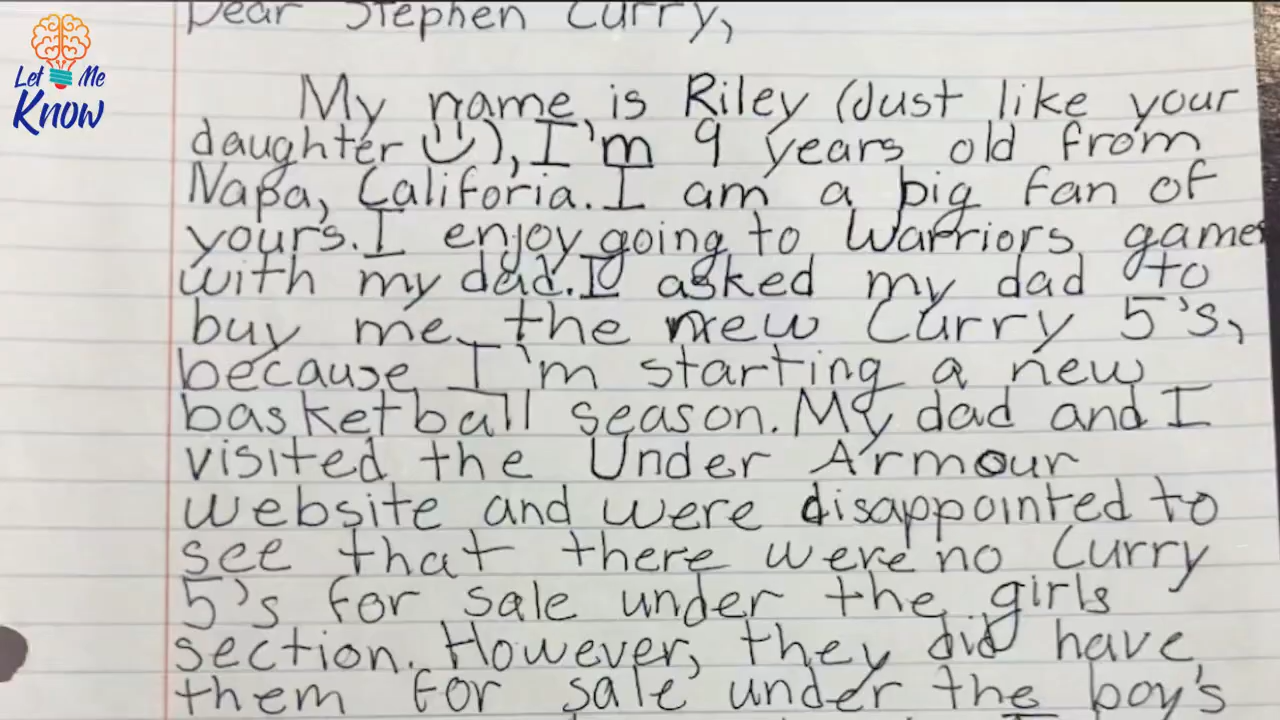 Let Me
Know
Dear Stephen Curry,
My name is Riley (Just like your
daughter), I'm 9 years old from
Napa, Califoria. I am a big fan of
yours. I enjoy going to Warriors games
with my dad. I asked my dad to
buy me the new Curry 5's,
because I'm starting a new
basketball season. My dad and I
visited the Under Armour
website and were disappointed to
see that there were no Curry
5's for sale under the girls
section. However, they did have
them for sale under the boy's